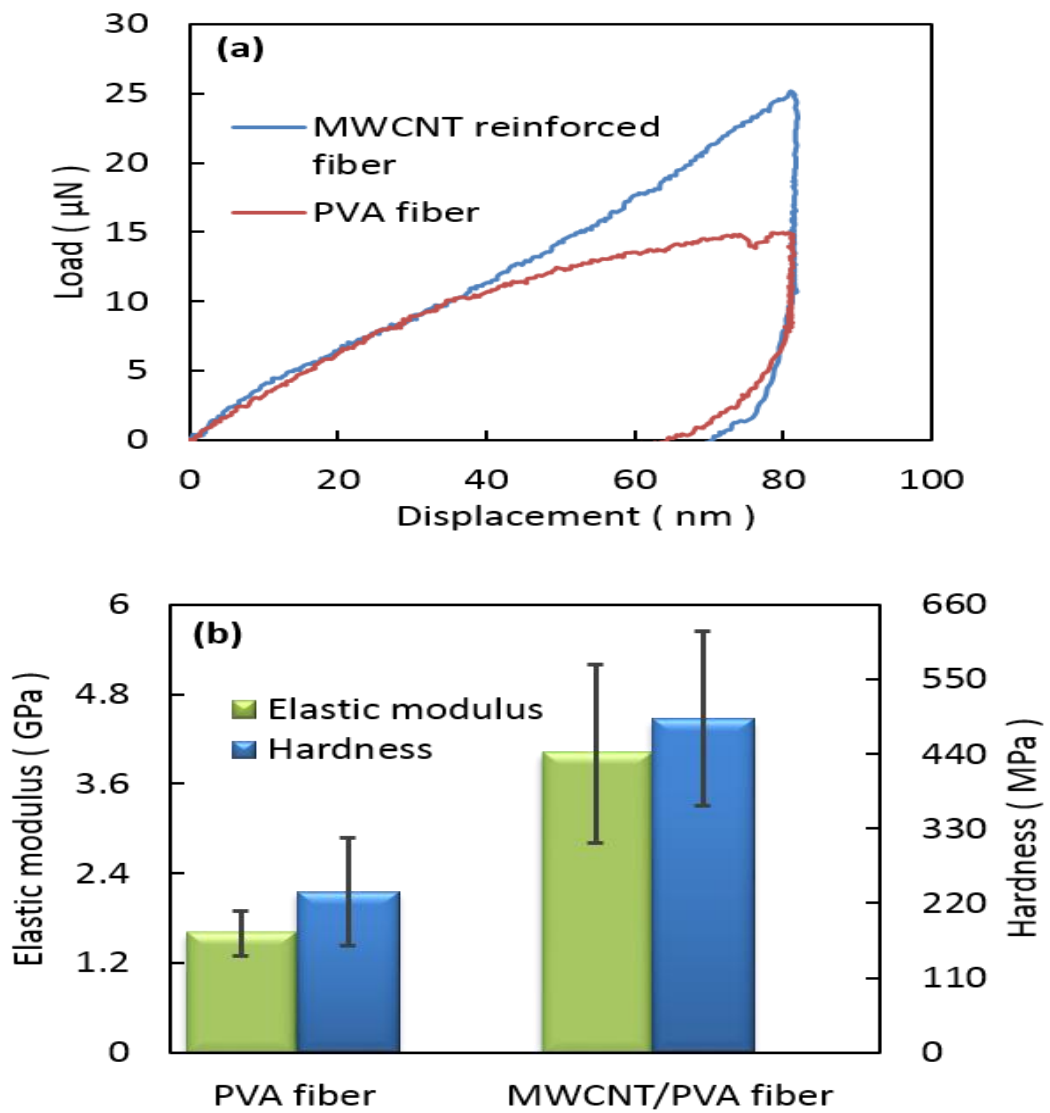 (a)
30
25
20
15
10
5
0
Load ( µN )
MWCNT reinforced
fiber
PVA fiber
0 20 40 60 80 100
Displacement ( nm )
(b)
6
4.8
3.6
2.4
1.2
0
Elastic modulus ( GPa )
Elastic modulus
Hardness
660
550
440
330
220
110
0
Hardness ( MPa )
PVA fiber MWCNT/PVA fiber